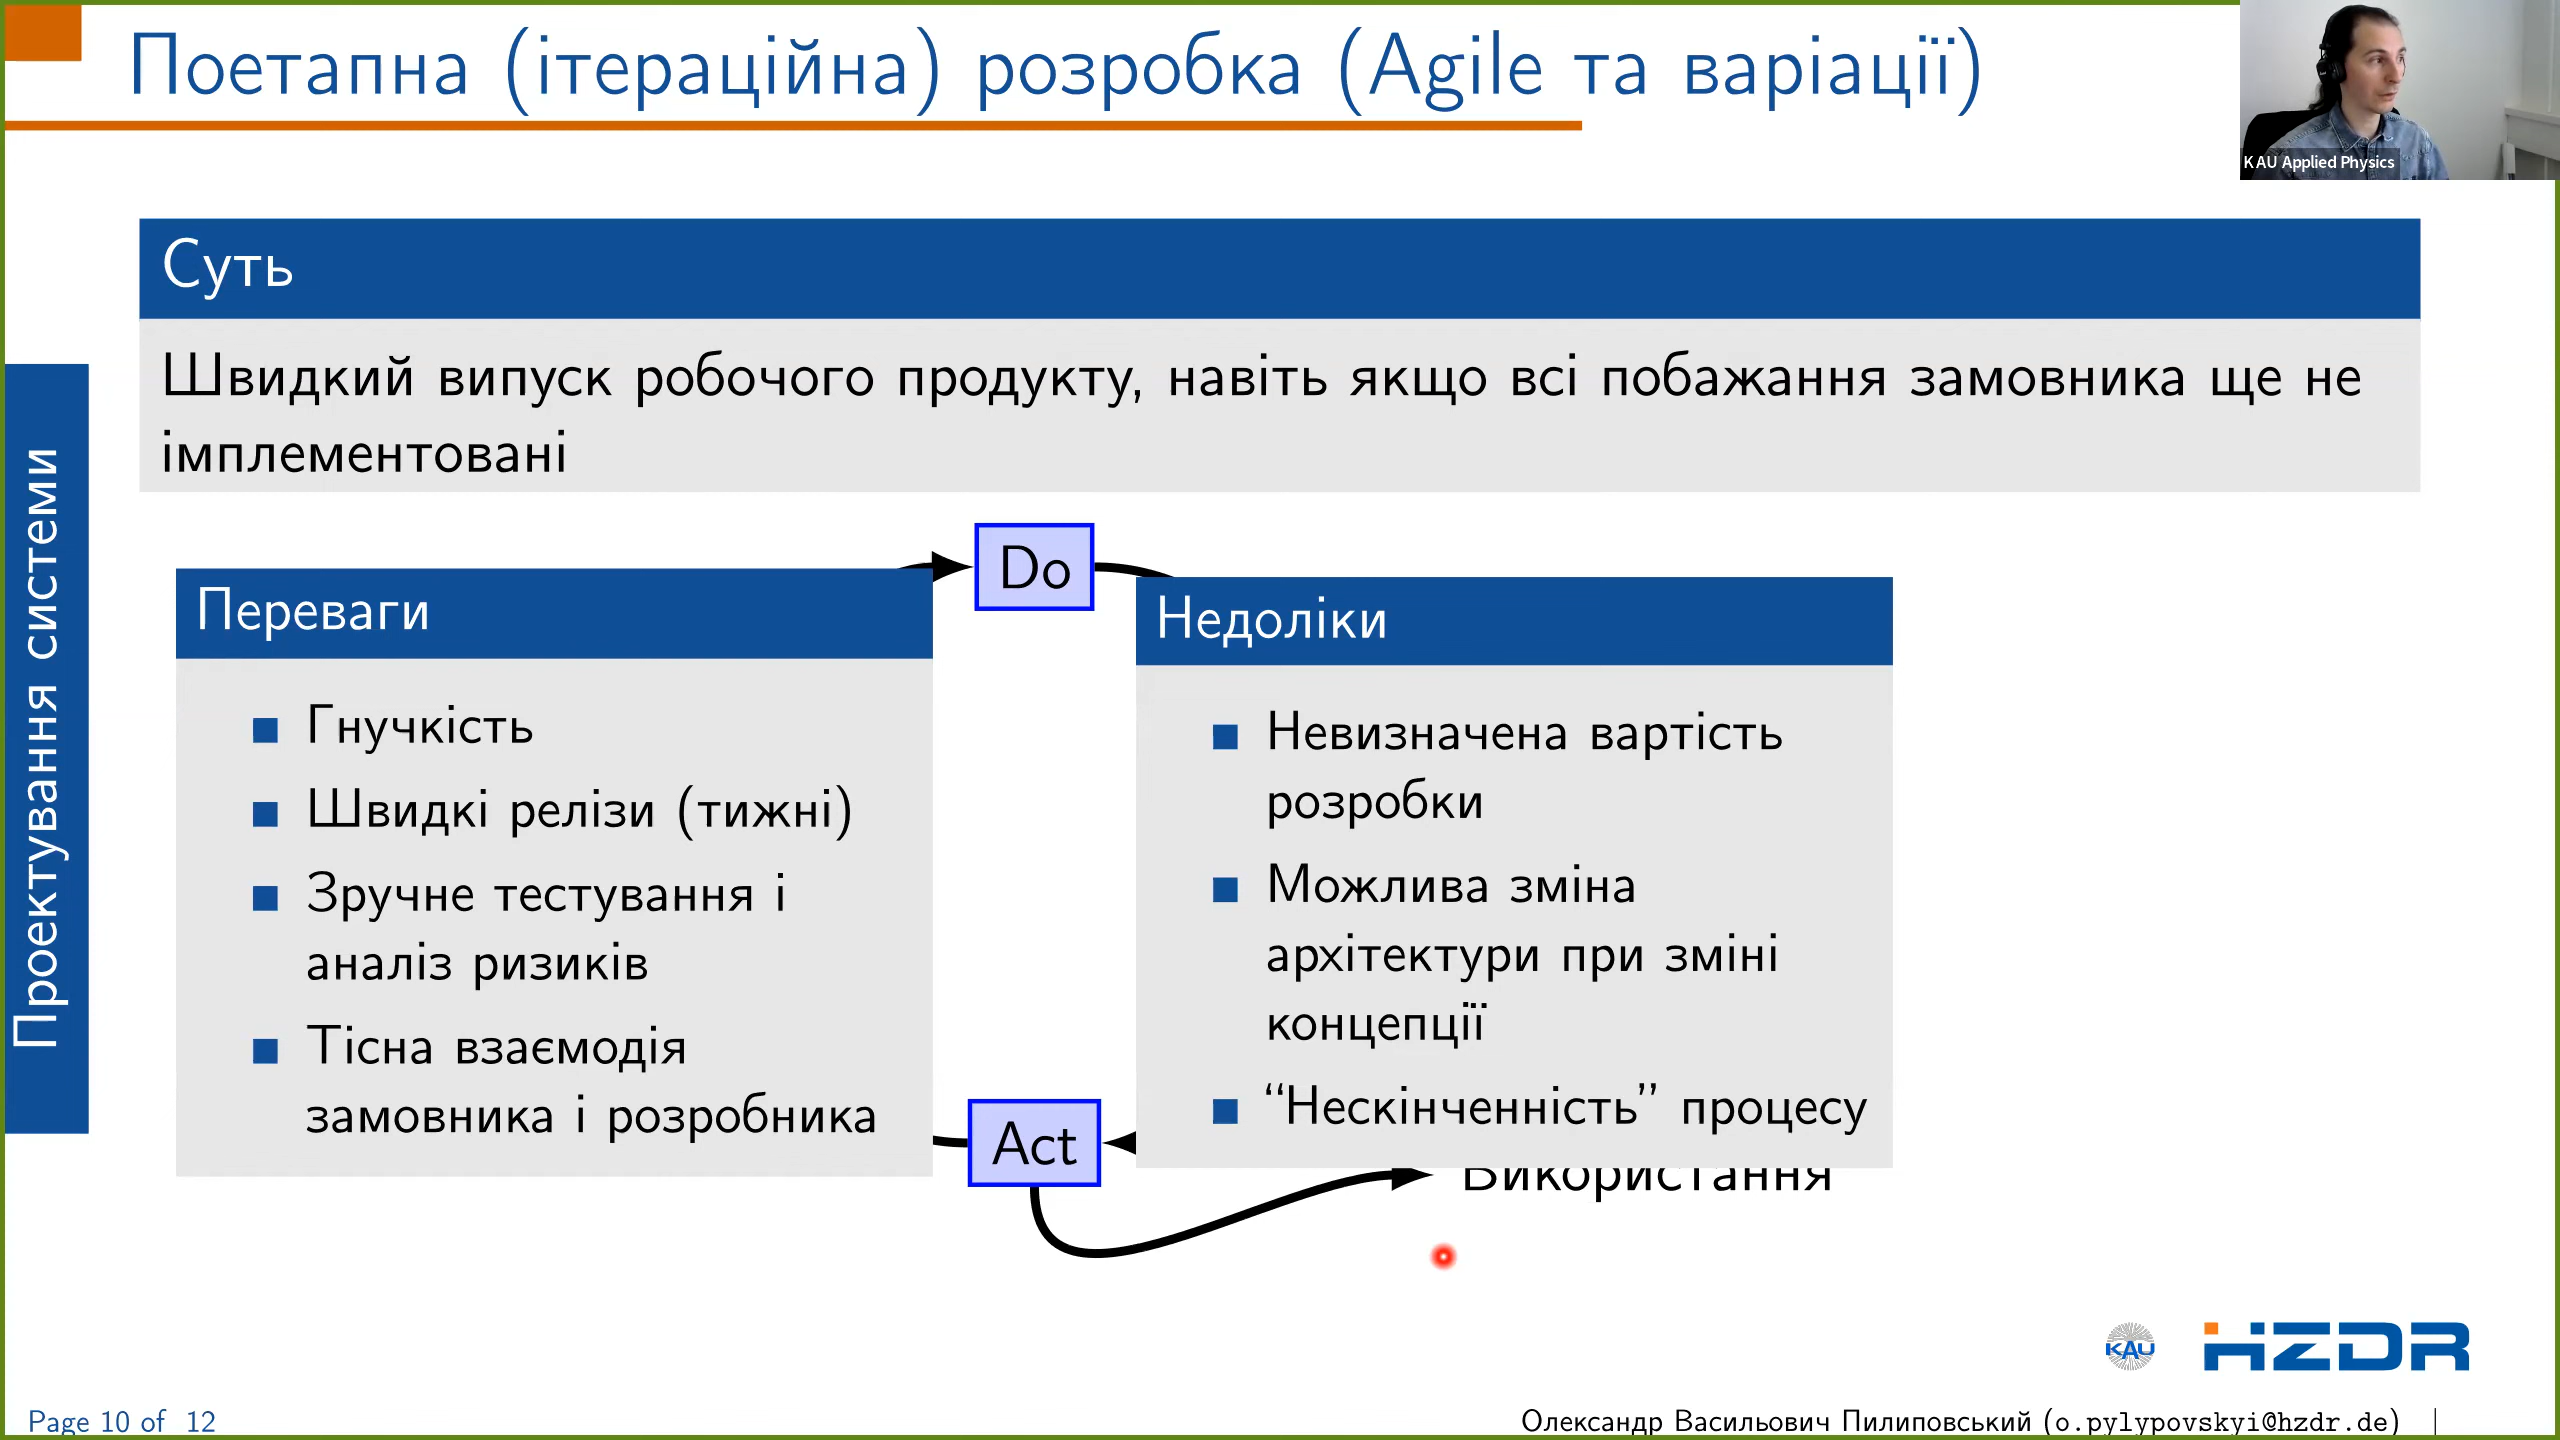 Поетапна (ітераційна) розробка (Agile та варіації)
KAU Applied Physics
Проектування системи
Суть
Швидкий випуск робочого продукту, навіть якщо всі побажання замовника ще не
імплементовані
Do
Переваги
■ Гнучкість
■ Швидкі релізи (тижні)
■ Зручне тестування і
аналіз ризиків
■ Тісна взаємодія
замовника і розробника
Недоліки
■ Невизначена вартість
розробки
■ Можлива зміна
архітектури при зміні
концепції
■ “Нескінченність” процесу
Act
Використання
KAU
HZDR
Page 10 of 12
Олександр Васильович Пилиповський (o.pylypovskyi@hzdr.de) |